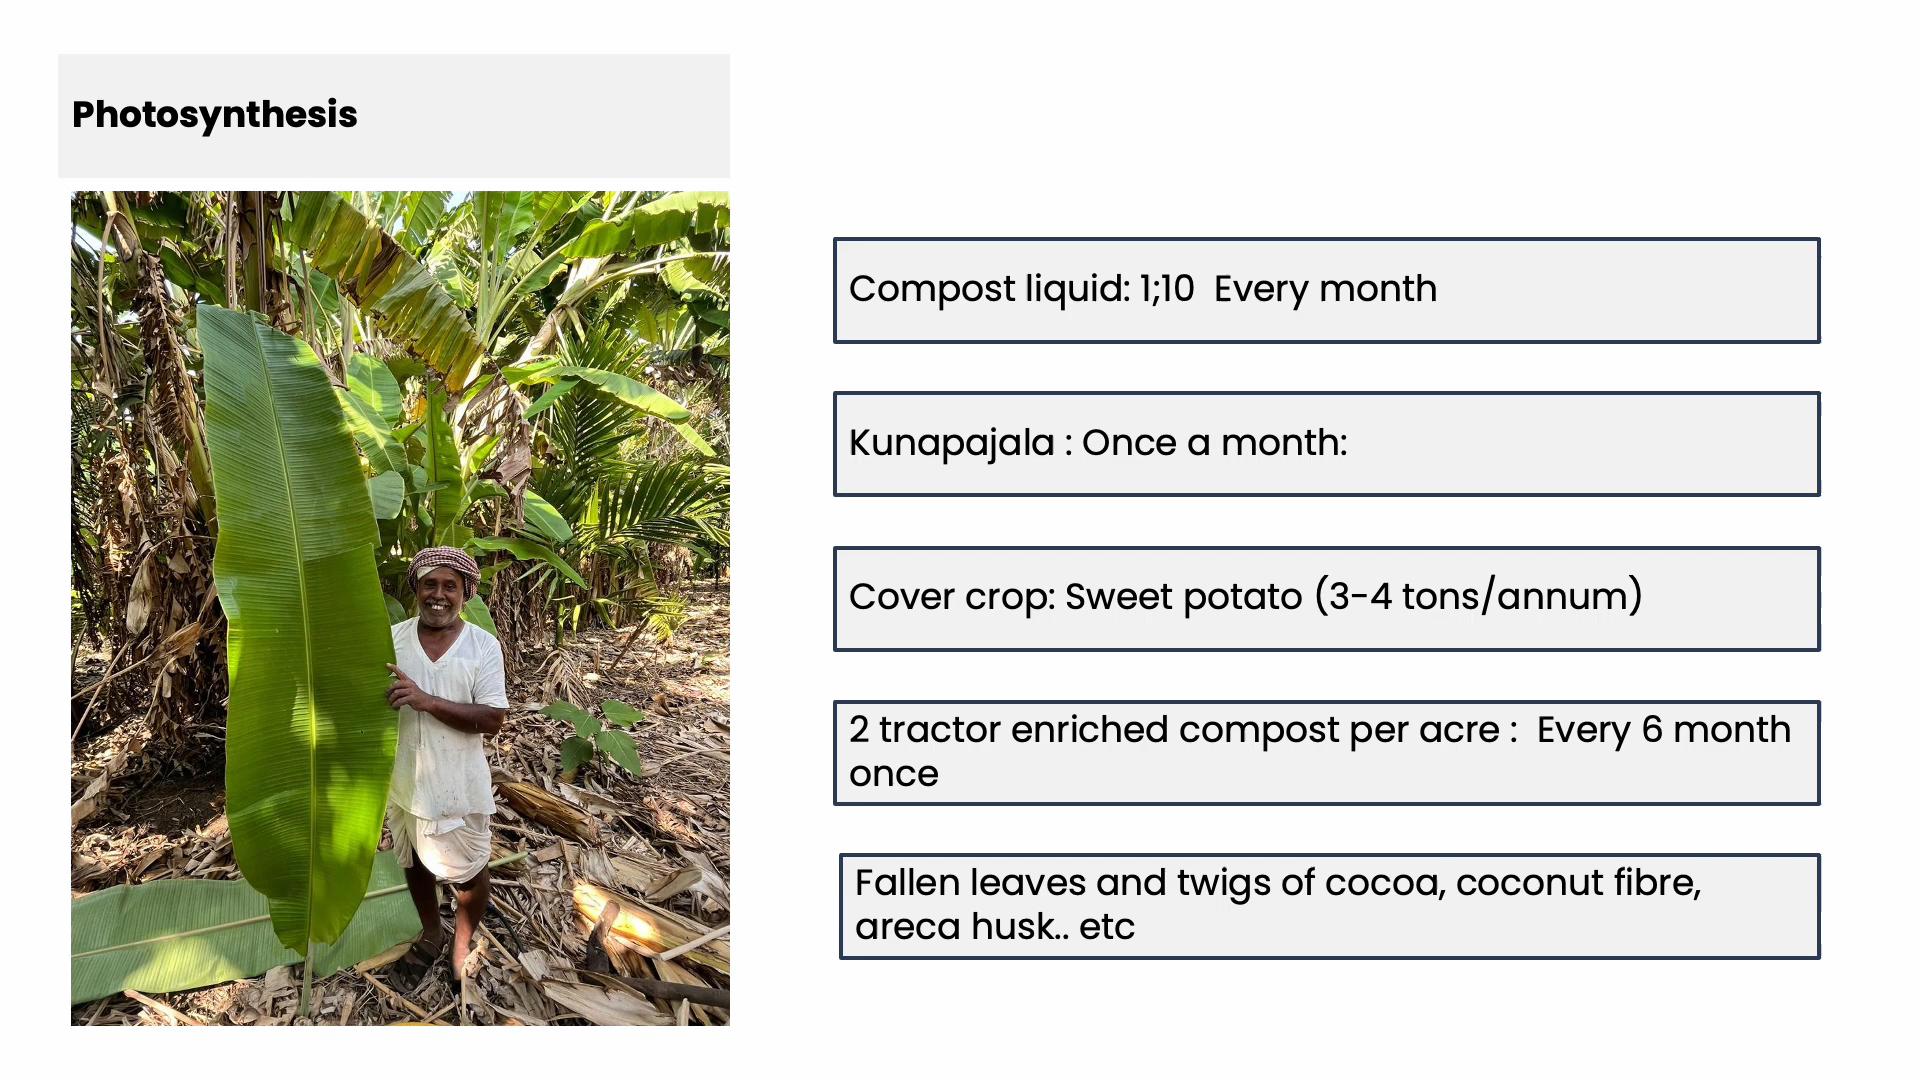 Photosynthesis
Compost liquid: 1;10  Every month
Kunapajala : Once a month:
Cover crop: Sweet potato (3-4 tons/annum)
2 tractor enriched compost per acre :  Every 6 month
once
Fallen leaves and twigs of cocoa, coconut fibre,
areca husk.. etc